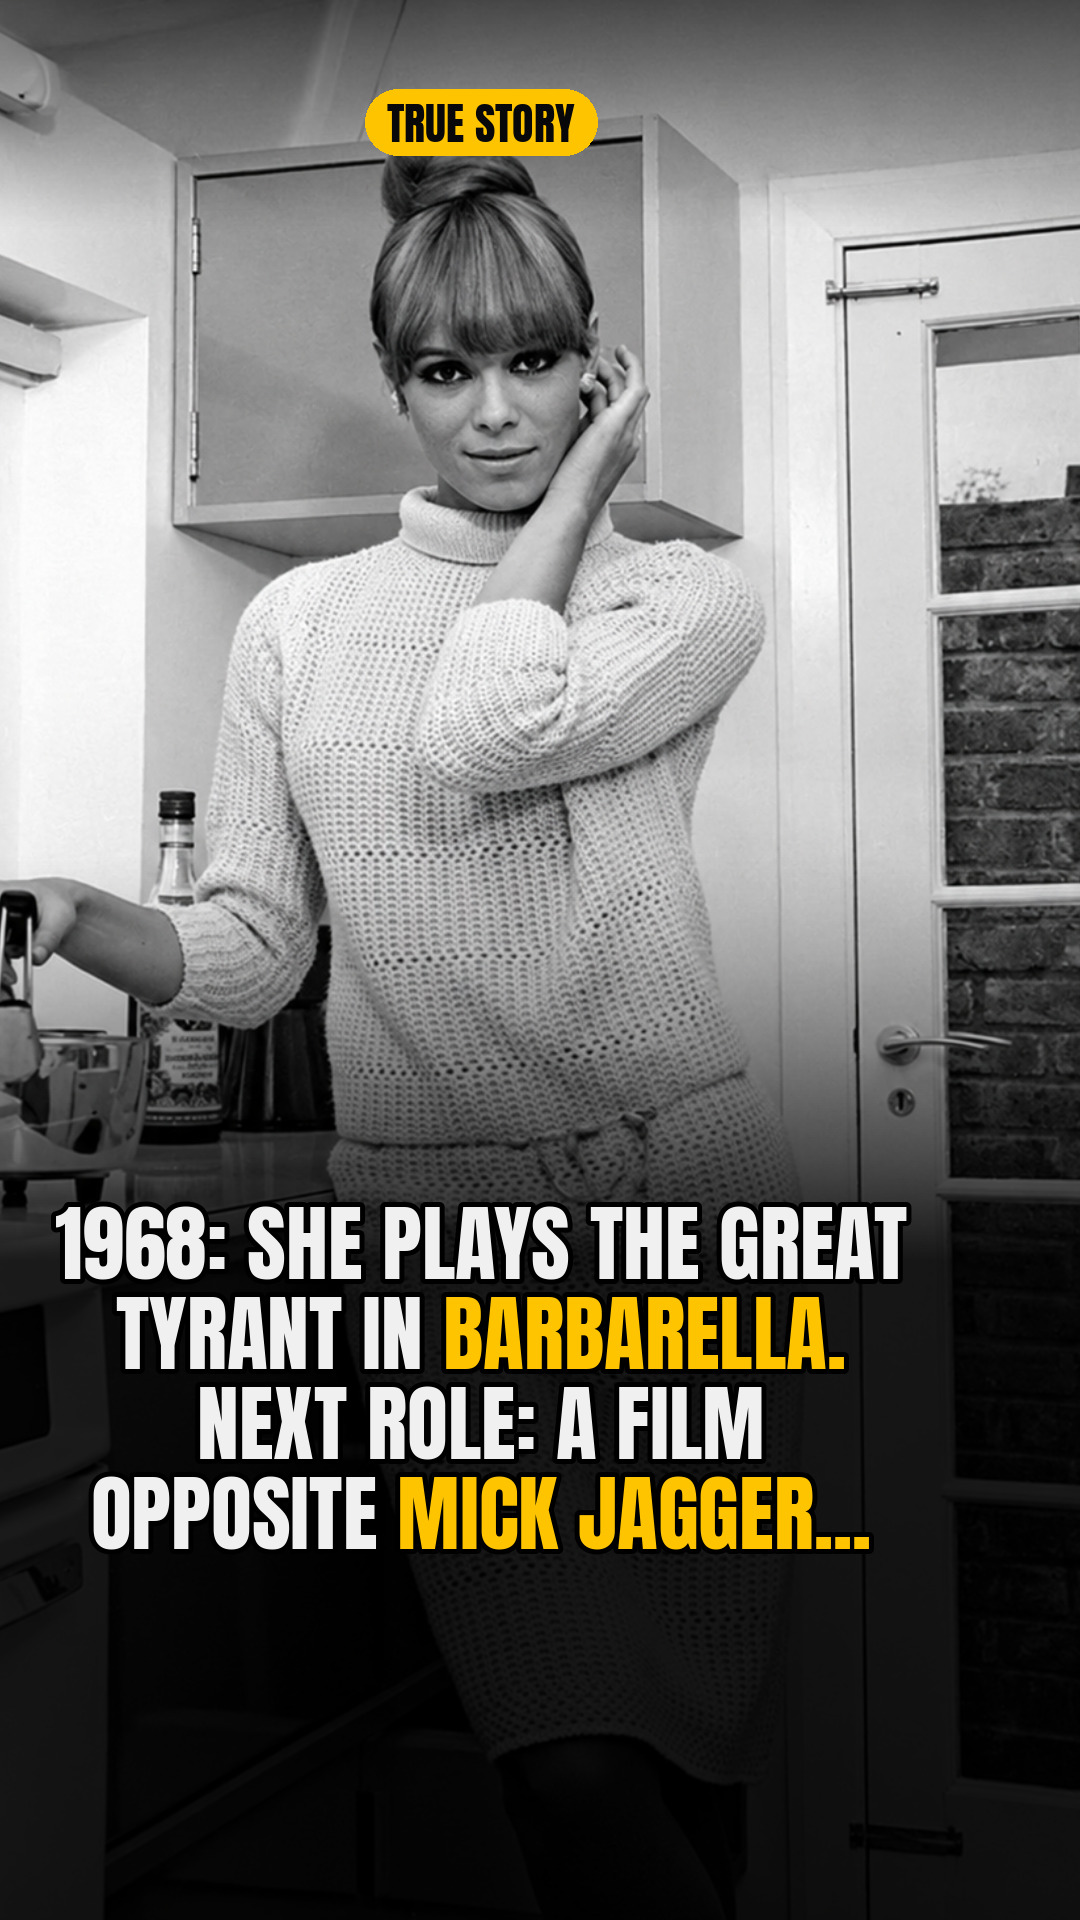 TRUE STORY
1968: SHE PLAYS THE GREAT
TYRANT IN BARBARELLA.
NEXT ROLE: A FILM
OPPOSITE MICK JAGGER...